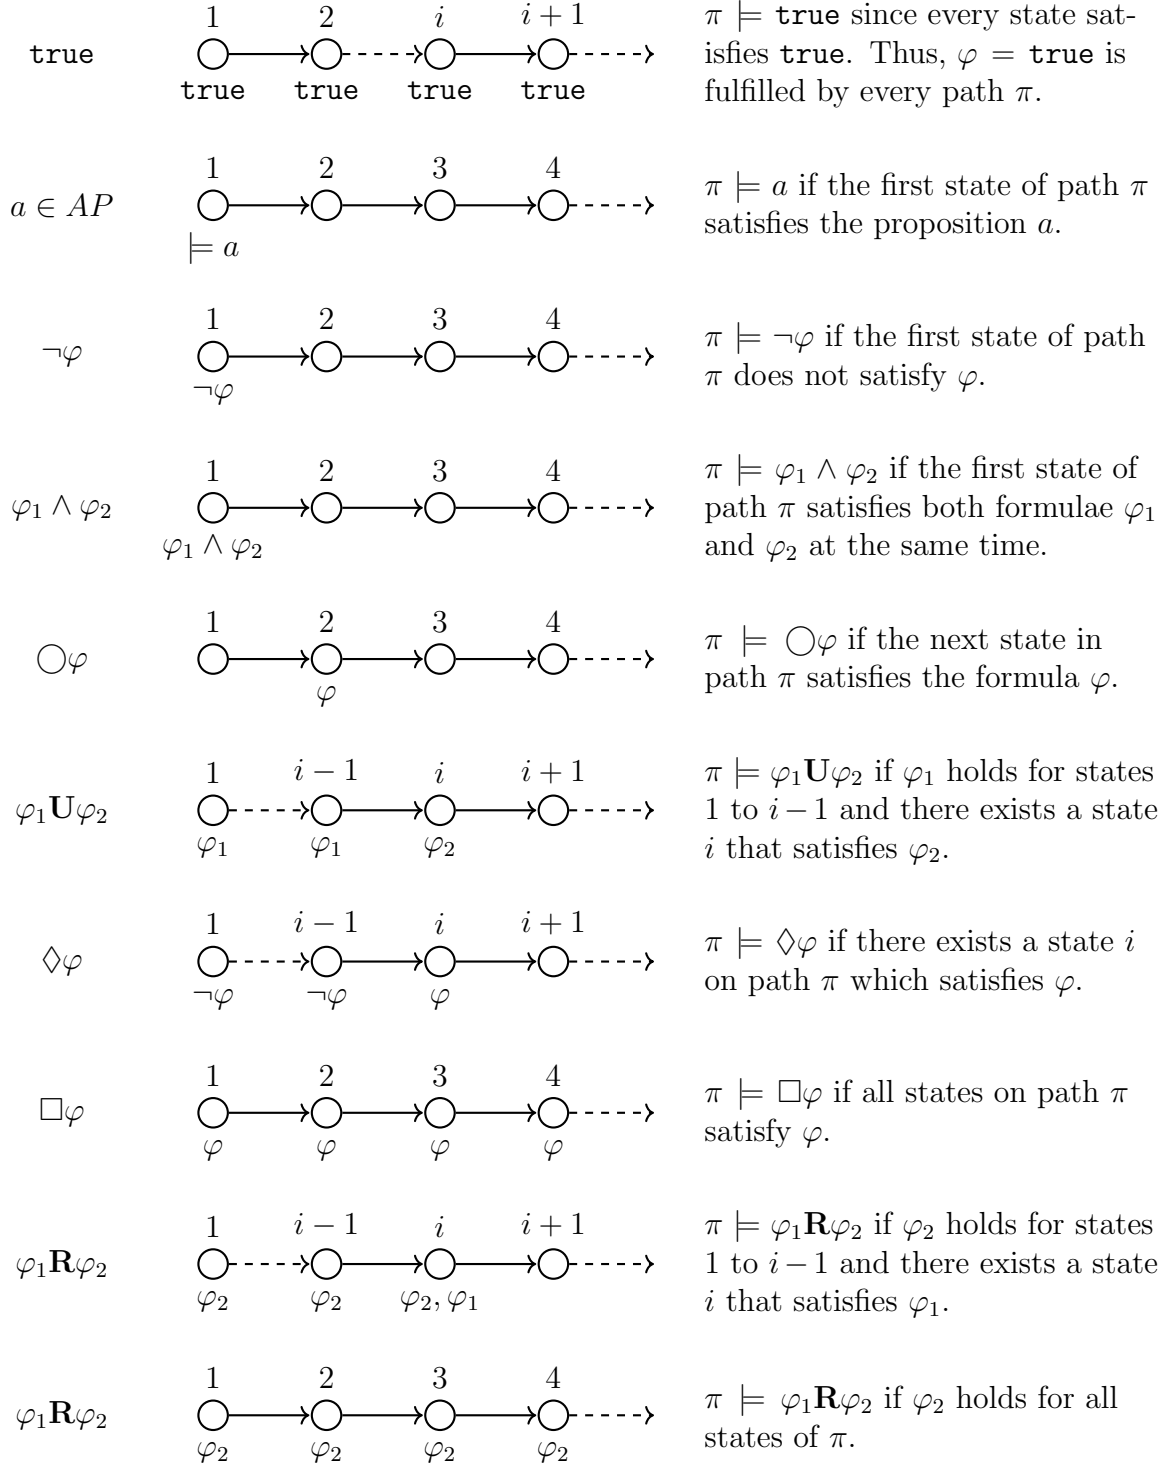 true
1 2 i i + 1
true true true true
π ⊨ true since every state sat-
isfies true. Thus, φ = true is
fulfilled by every path π.
a ∈ AP
1 2 3 4
⊨ a
π ⊨ a if the first state of path π
satisfies the proposition a.
¬φ
1 2 3 4
¬φ
π ⊨ ¬φ if the first state of path
π does not satisfy φ.
φ₁ ∧ φ₂
1 2 3 4
φ₁ ∧ φ₂
π ⊨ φ₁ ∧ φ₂ if the first state of
path π satisfies both formulae φ₁
and φ₂ at the same time.
◯φ
1 2 3 4
φ
π ⊨ ◯φ if the next state in
path π satisfies the formula φ.
φ₁Uφ₂
1 i − 1 i i + 1
φ₁ φ₁ φ₂
π ⊨ φ₁Uφ₂ if φ₁ holds for states
1 to i − 1 and there exists a state
i that satisfies φ₂.
◊φ
1 i − 1 i i + 1
¬φ ¬φ φ
π ⊨ ◊φ if there exists a state i
on path π which satisfies φ.
□φ
1 2 3 4
φ φ φ φ
π ⊨ □φ if all states on path π
satisfy φ.
φ₁Rφ₂
1 i − 1 i i + 1
φ₂ φ₂ φ₂, φ₁
π ⊨ φ₁Rφ₂ if φ₂ holds for states
1 to i − 1 and there exists a state
i that satisfies φ₁.
φ₁Rφ₂
1 2 3 4
φ₂ φ₂ φ₂ φ₂
π ⊨ φ₁Rφ₂ if φ₂ holds for all
states of π.